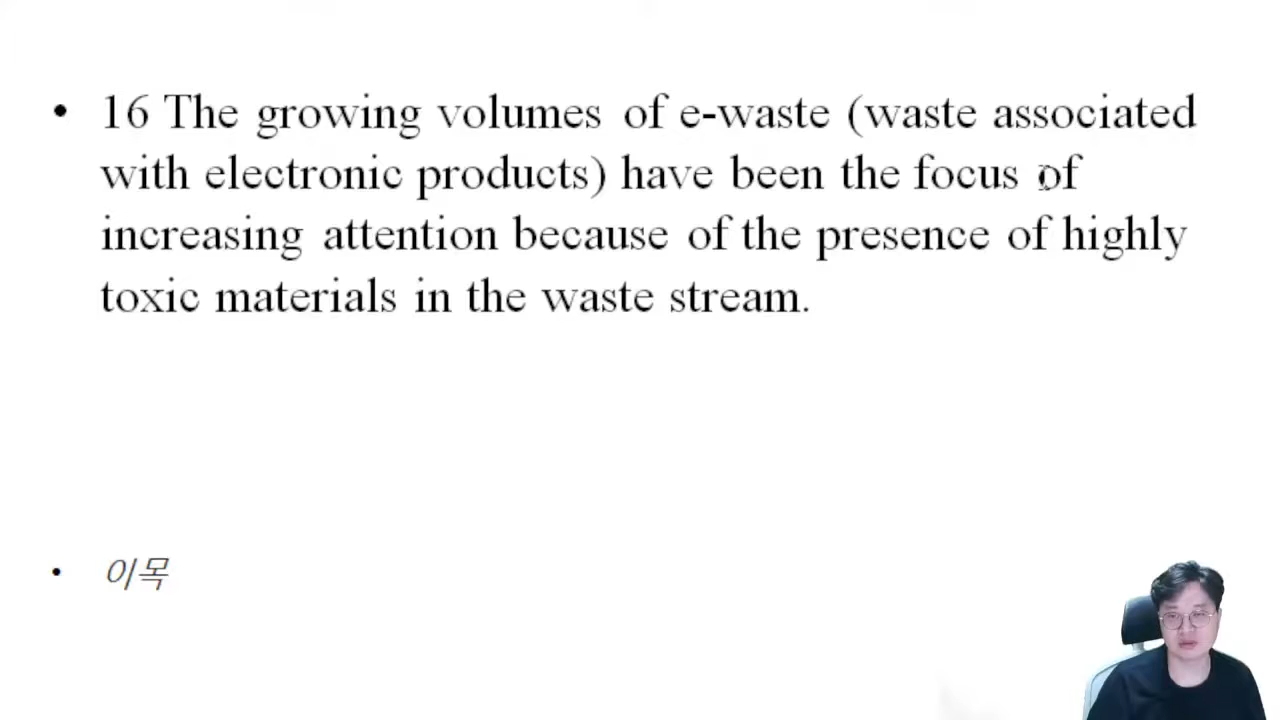 • 16 The growing volumes of e-waste (waste associated
with electronic products) have been the focus of
increasing attention because of the presence of highly
toxic materials in the waste stream.
• 이목